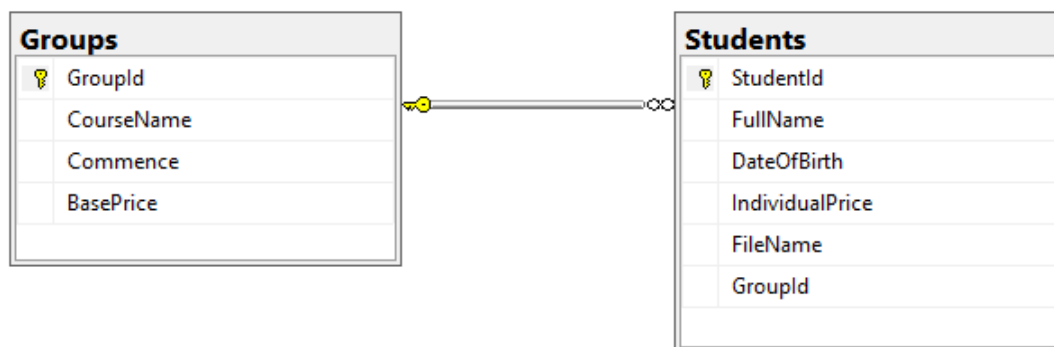 Groups
GroupId
CourseName
Commence
BasePrice
Students
StudentId
FullName
DateOfBirth
IndividualPrice
FileName
GroupId